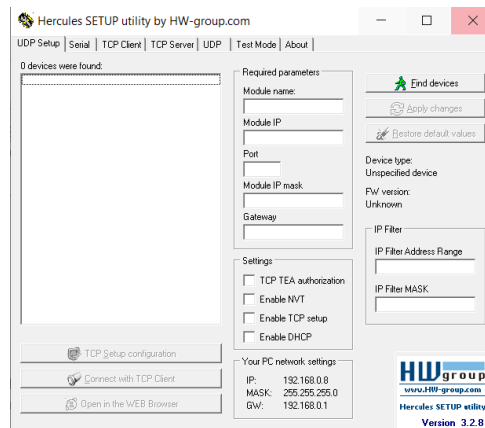 Hercules SETUP utility by HW-group.com
UDP Setup Serial TCP Client TCP Server UDP Test Mode About
0 devices were found:
Required parameters
Module name:
Module IP
Port
Module IP mask
Gateway
Settings
TCP TEA authorization
Enable NVT
Enable TCP setup
Enable DHCP
Your PC network settings
IP: 192.168.0.8
MASK: 255.255.255.0
GW: 192.168.0.1
TCP Setup configuration
Connect with TCP Client
Open in the WEB Browser
Find devices
Apply changes
Restore default values
Device type:
Unspecified device
FW version:
Unknown
IP Filter
IP Filter Address Range
IP Filter MASK
HW group
www.HW-group.com
Hercules SETUP utility
Version 3.2.8